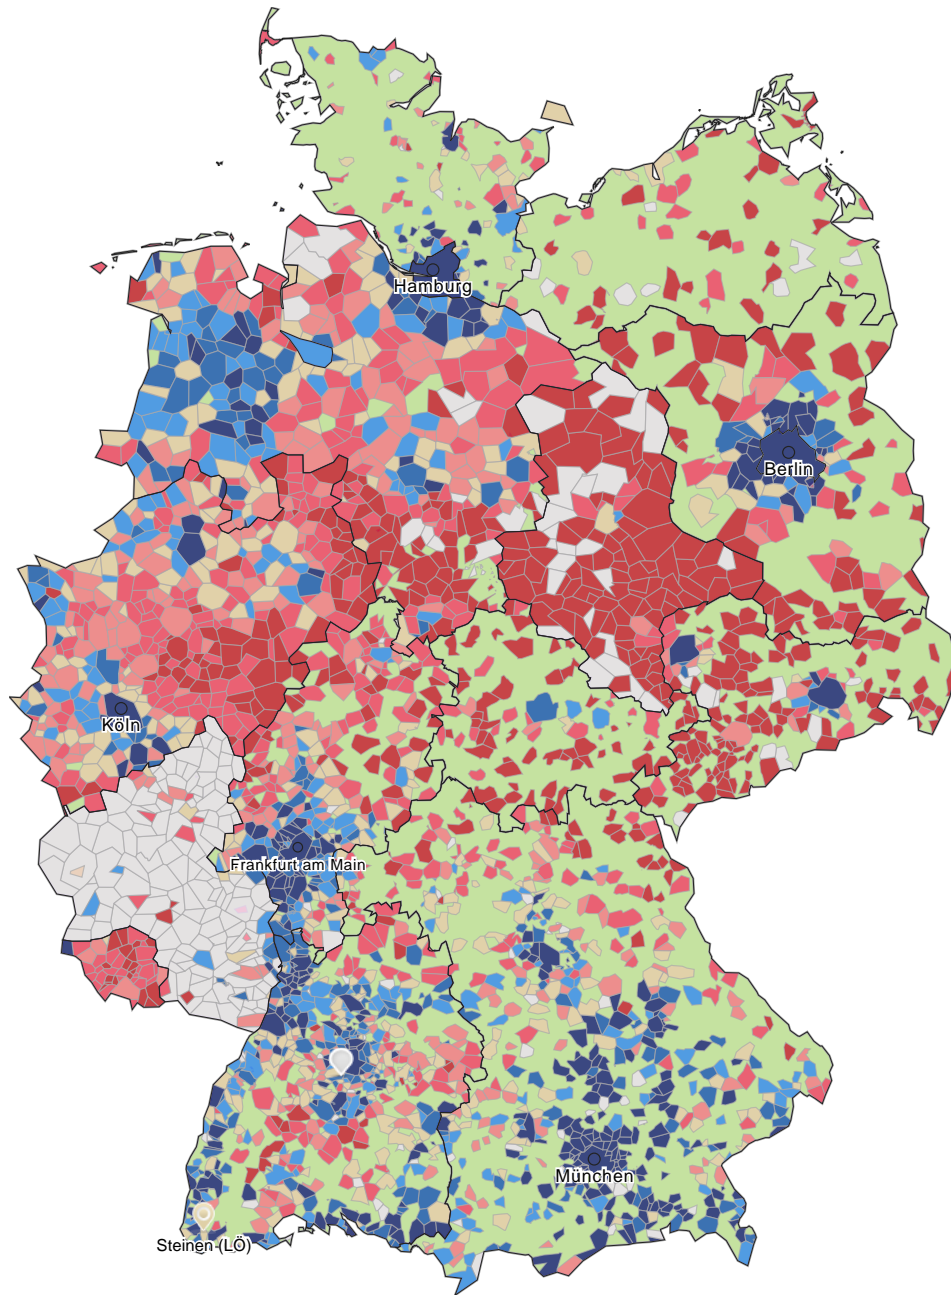 Hamburg
Berlin
Köln
Frankfurt am Main
München
Steinen (LÖ)